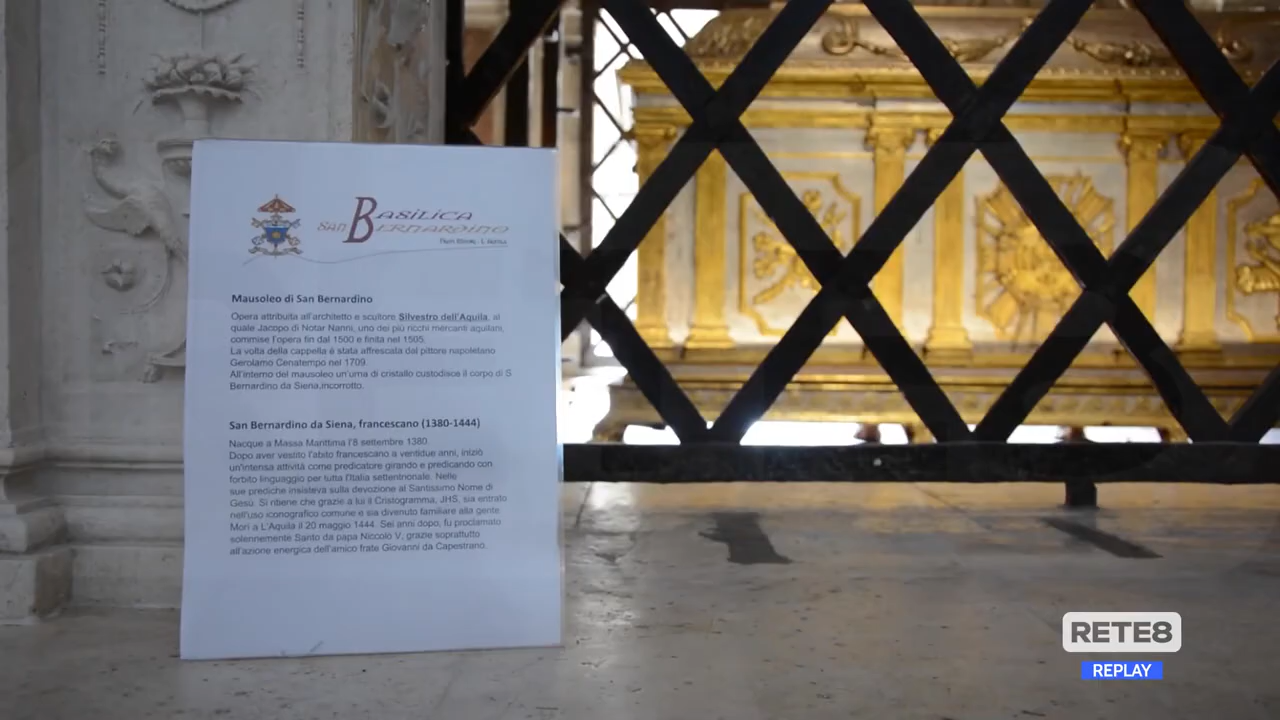 BASILICA
SAN BERNARDINO
Mausoleo di San Bernardino
Opera attribuita all'architetto e scultore Silvestro dell'Aquila, al
quale Jacopo di Notar Nanni, uno dei più ricchi mercanti aquilani,
commise l'opera fin dal 1500 e finita nel 1505.
La volta della cappella è stata affrescata dal pittore napoletano
Gerolamo Cenatempo nel 1709.
All'interno del mausoleo un'urna di cristallo custodisce il corpo di S
Bernardino da Siena,incorrotto.
San Bernardino da Siena, francescano (1380-1444)
Nacque a Massa Marittima l'8 settembre 1380.
Dopo aver vestito l'abito francescano a ventidue anni, iniziò
un'intensa attività come predicatore girando e predicando con
forbito linguaggio per tutta l'Italia settentrionale. Nelle
sue prediche insisteva sulla devozione al Santissimo Nome di
Gesù. Si ritiene che grazie a lui il Cristogramma, JHS, sia entrato
nell'uso iconografico comune e sia divenuto familiare alla gente.
Morì a L'Aquila il 20 maggio 1444. Sei anni dopo, fu proclamato
solennemente Santo da papa Niccolò V, grazie soprattutto
all'azione energica dell'amico frate Giovanni da Capestrano.
RETE8
REPLAY